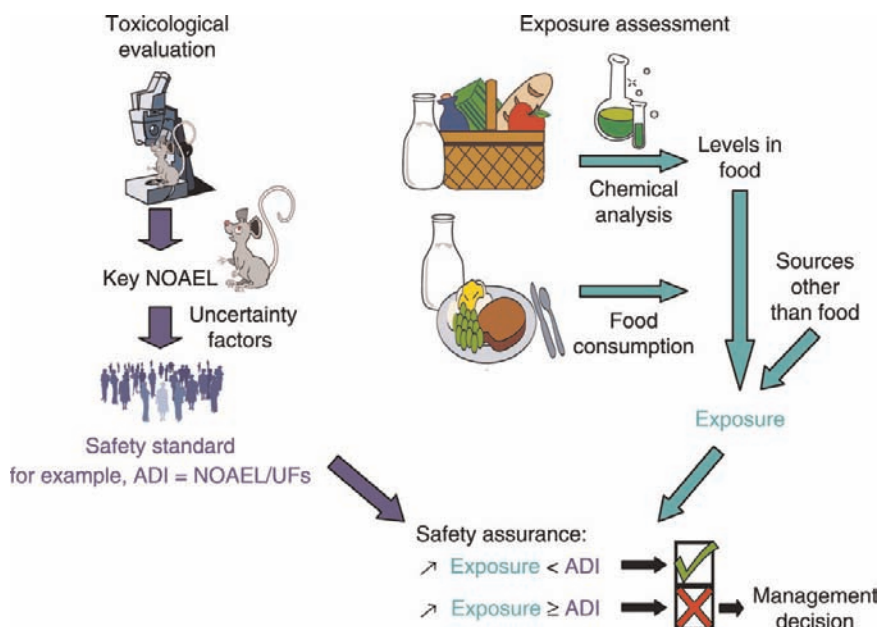 Toxicological
evaluation
Key NOAEL
Uncertainty
factors
Safety standard
for example, ADI = NOAEL/UFs
Exposure assessment
Chemical
analysis
Levels in
food
Food
consumption
Sources
other
than food
Exposure
Safety assurance:
↗ Exposure < ADI
↗ Exposure ≥ ADI
Management
decision